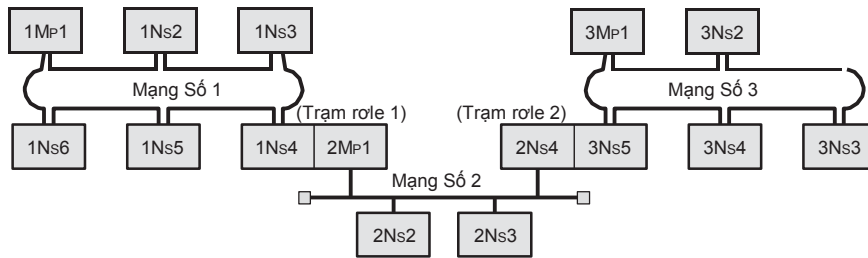 1MP1 1NS2 1NS3 3MP1 3NS2
Mạng Số 1 Mạng Số 3
(Trạm rơle 1) (Trạm rơle 2)
1NS6 1NS5 1NS4 2MP1 2NS4 3NS5 3NS4 3NS3
Mạng Số 2
2NS2 2NS3